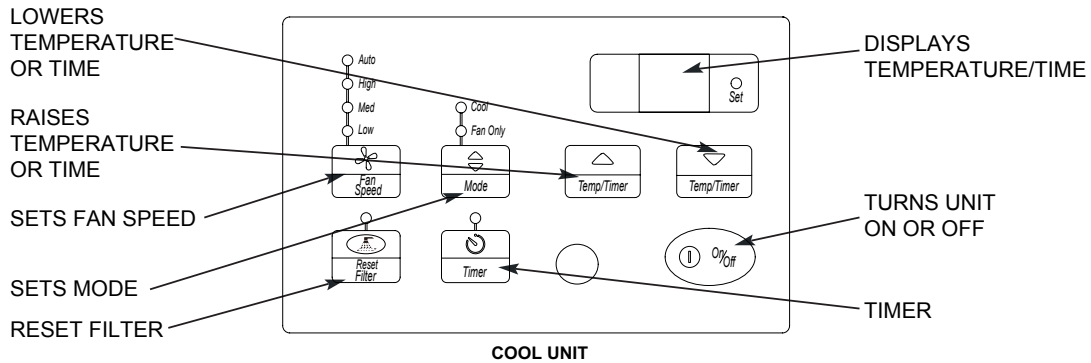 LOWERS
TEMPERATURE
OR TIME
RAISES
TEMPERATURE
OR TIME
SETS FAN SPEED
SETS MODE
RESET FILTER
Auto
High
Med
Low
Fan
Speed
Cool
Fan Only
Mode
Temp/Timer
Temp/Timer
Set
Reset
Filter
Timer
On/Off
DISPLAYS
TEMPERATURE/TIME
TURNS UNIT
ON OR OFF
TIMER
COOL UNIT